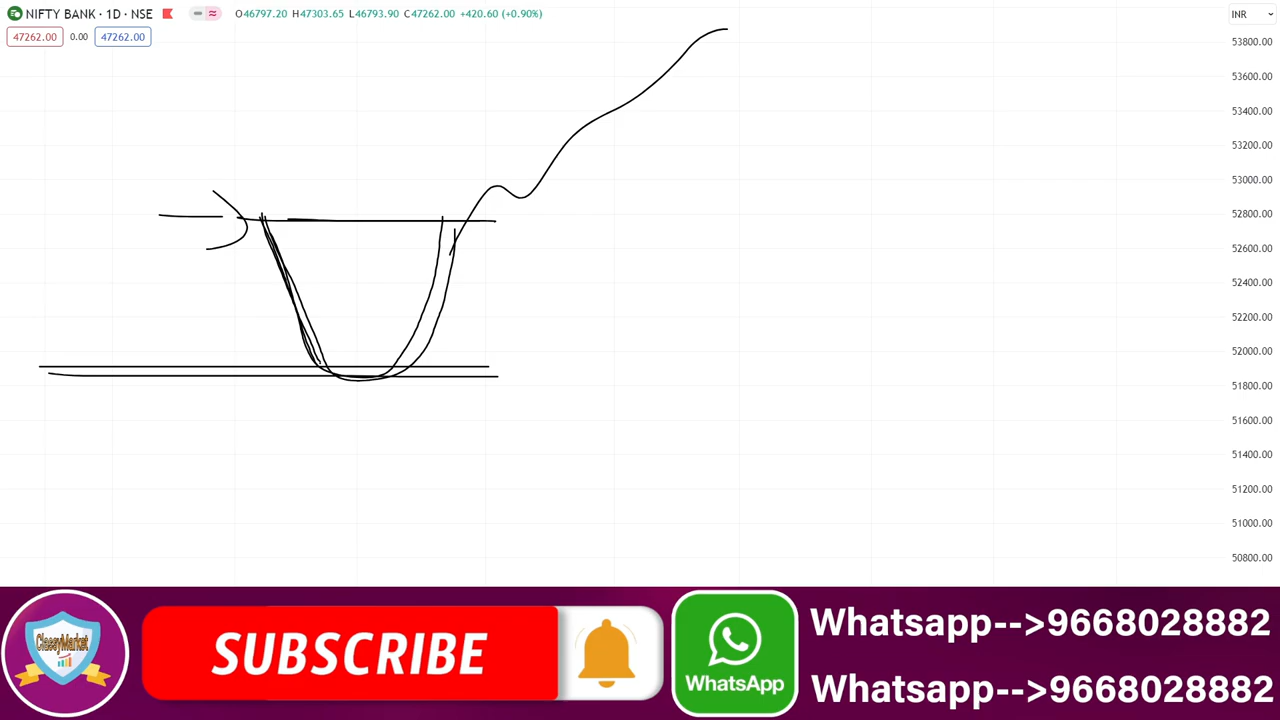 NIFTY BANK · 1D · NSE O46797.20 H47303.65 L46793.90 C47262.00 +420.60 (+0.90%) INR
47262.00 0.00 47262.00
53800.00
53600.00
53400.00
53200.00
53000.00
52800.00
52600.00
52400.00
52200.00
52000.00
51800.00
51600.00
51400.00
51200.00
51000.00
50800.00
ClassyMarket
SUBSCRIBE
WhatsApp
Whatsapp-->9668028882
Whatsapp-->9668028882